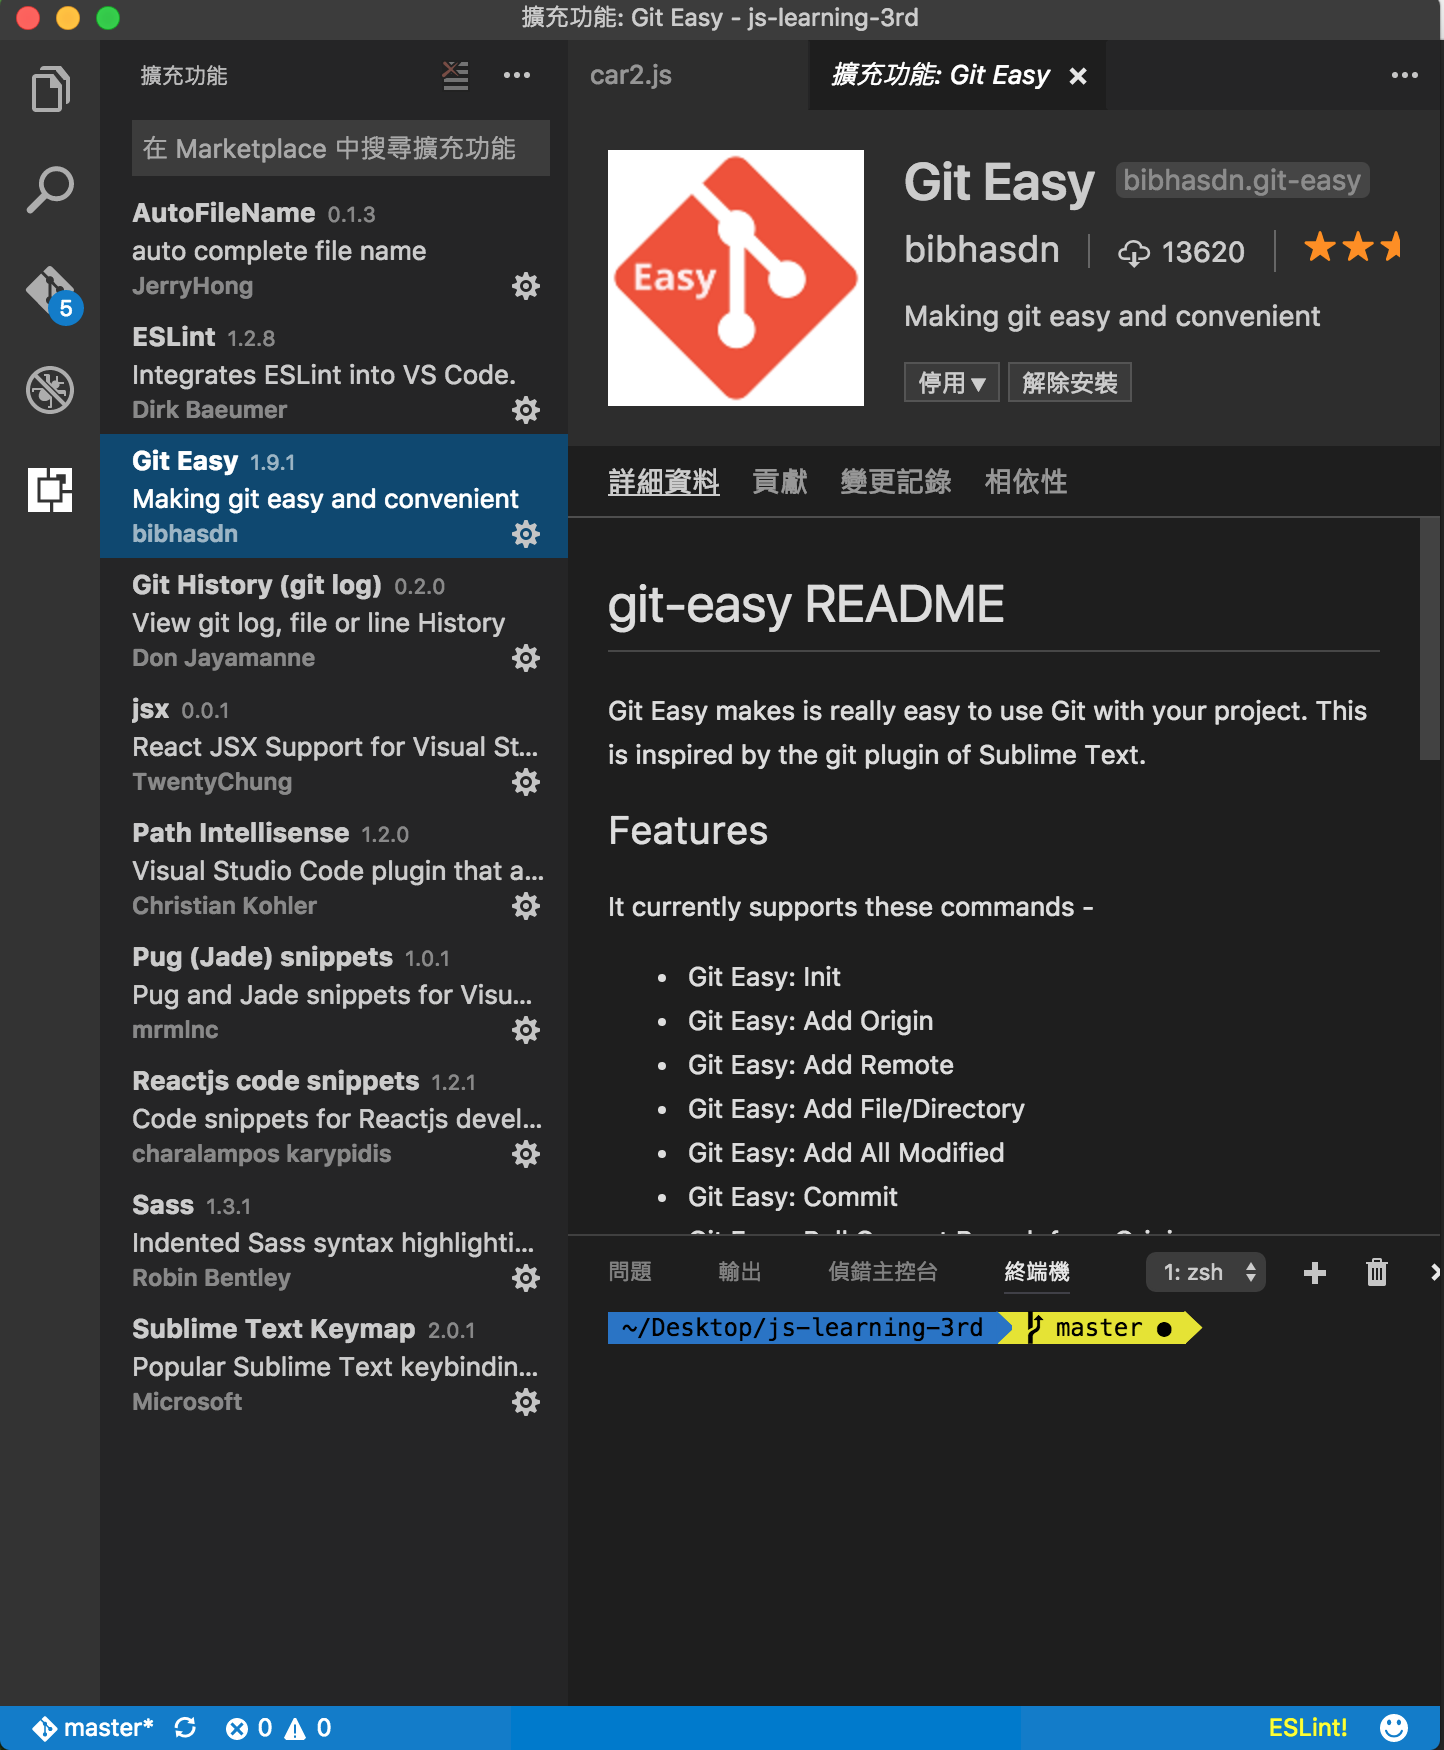 擴充功能: Git Easy - js-learning-3rd
擴充功能
在 Marketplace 中搜尋擴充功能
AutoFileName 0.1.3
auto complete file name
JerryHong
ESLint 1.2.8
Integrates ESLint into VS Code.
Dirk Baeumer
Git Easy 1.9.1
Making git easy and convenient
bibhasdn
Git History (git log) 0.2.0
View git log, file or line History
Don Jayamanne
jsx 0.0.1
React JSX Support for Visual St...
TwentyChung
Path Intellisense 1.2.0
Visual Studio Code plugin that a...
Christian Kohler
Pug (Jade) snippets 1.0.1
Pug and Jade snippets for Visu...
mrmlnc
Reactjs code snippets 1.2.1
Code snippets for Reactjs devel...
charalampos karypidis
Sass 1.3.1
Indented Sass syntax highlighti...
Robin Bentley
Sublime Text Keymap 2.0.1
Popular Sublime Text keybindin...
Microsoft
5
car2.js 擴充功能: Git Easy
Easy
Git Easy bibhasdn.git-easy
bibhasdn 13620
Making git easy and convenient
停用▼ 解除安裝
詳細資料 貢獻 變更記錄 相依性
git-easy README
Git Easy makes is really easy to use Git with your project. This
is inspired by the git plugin of Sublime Text.
Features
It currently supports these commands -
• Git Easy: Init
• Git Easy: Add Origin
• Git Easy: Add Remote
• Git Easy: Add File/Directory
• Git Easy: Add All Modified
• Git Easy: Commit
問題 輸出 偵錯主控台 終端機 1: zsh
~/Desktop/js-learning-3rd master ●
master* 0 0 ESLint!